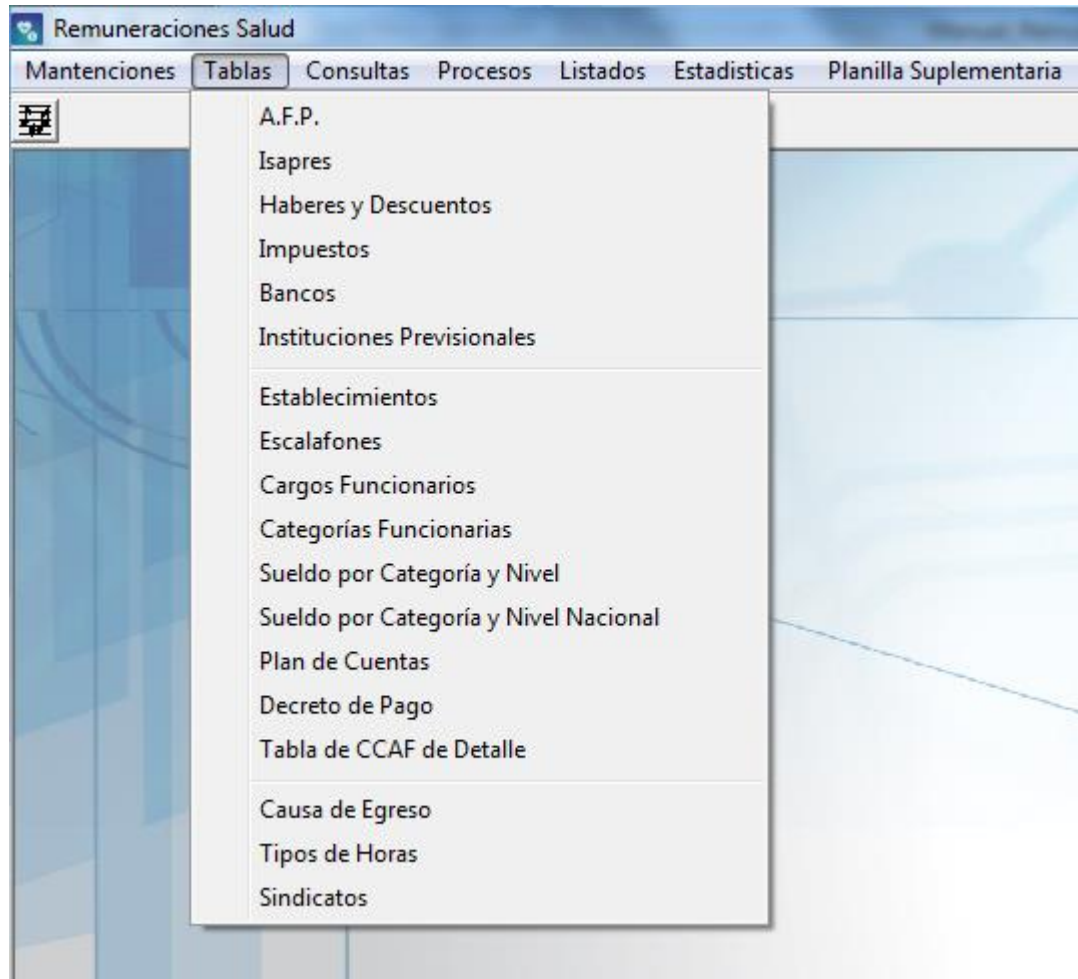 Remuneraciones Salud
Mantenciones Tablas Consultas Procesos Listados Estadisticas Planilla Suplementaria
A.F.P.
Isapres
Haberes y Descuentos
Impuestos
Bancos
Instituciones Previsionales
Establecimientos
Escalafones
Cargos Funcionarios
Categorías Funcionarias
Sueldo por Categoría y Nivel
Sueldo por Categoría y Nivel Nacional
Plan de Cuentas
Decreto de Pago
Tabla de CCAF de Detalle
Causa de Egreso
Tipos de Horas
Sindicatos